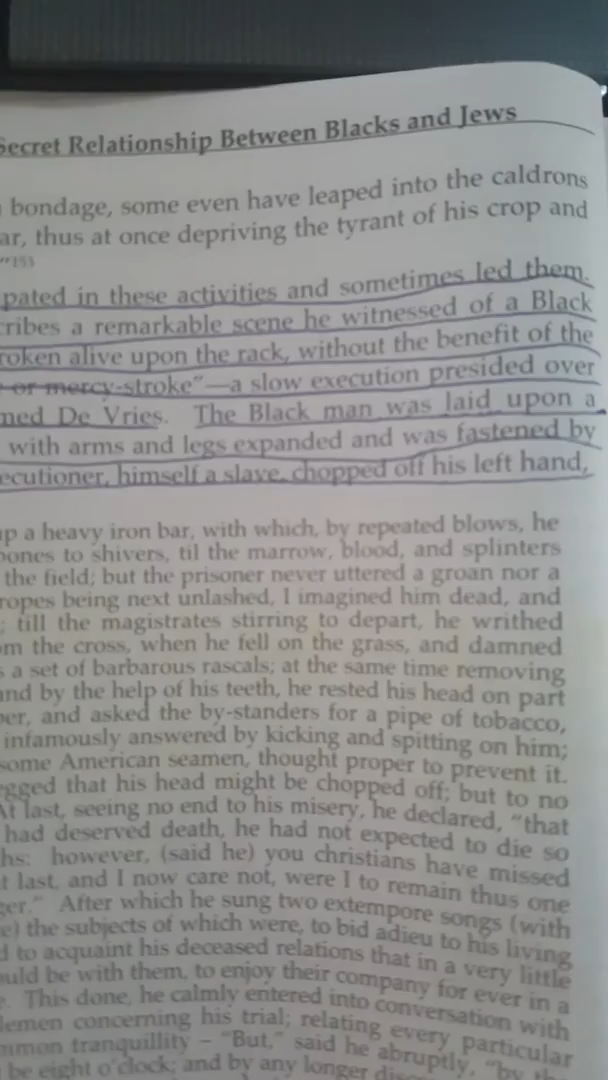 Secret Relationship Between Blacks and Jews
bondage, some even have leaped into the caldrons
ar, thus at once depriving the tyrant of his crop and
"153
pated in these activities and sometimes led them.
cribes a remarkable scene he witnessed of a Black
roken alive upon the rack, without the benefit of the
or mercy-stroke"—a slow execution presided over
med De Vries. The Black man was laid upon a
with arms and legs expanded and was fastened by
ecutioner, himself a slave, chopped off his left hand,
up a heavy iron bar, with which, by repeated blows, he
bones to shivers, til the marrow, blood, and splinters
the field; but the prisoner never uttered a groan nor a
ropes being next unlashed, I imagined him dead, and
; till the magistrates stirring to depart, he writhed
om the cross, when he fell on the grass, and damned
s a set of barbarous rascals; at the same time removing
and by the help of his teeth, he rested his head on part
ber, and asked the by-standers for a pipe of tobacco,
infamously answered by kicking and spitting on him;
some American seamen, thought proper to prevent it.
egged that his head might be chopped off; but to no
At last, seeing no end to his misery, he declared, "that
had deserved death, he had not expected to die so
hs: however, (said he) you christians have missed
t last, and I now care not, were I to remain thus one
ger." After which he sung two extempore songs (with
e) the subjects of which were, to bid adieu to his living
d to acquaint his deceased relations that in a very little
ould be with them, to enjoy their company for ever in a
e. This done, he calmly entered into conversation with
lemen concerning his trial; relating every particular
mmon tranquillity – "But," said he abruptly, "by the
be eight o'clock; and by any longer